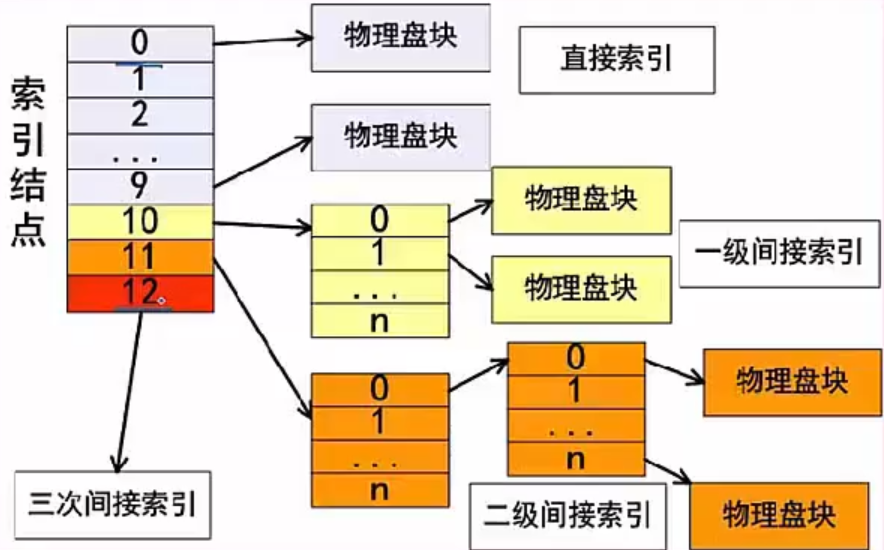 索引结点
0
1
2
...
9
10
11
12
物理盘块
物理盘块
直接索引
0
1
...
n
物理盘块
物理盘块
一级间接索引
0
1
...
n
0
1
...
n
物理盘块
物理盘块
二级间接索引
三次间接索引